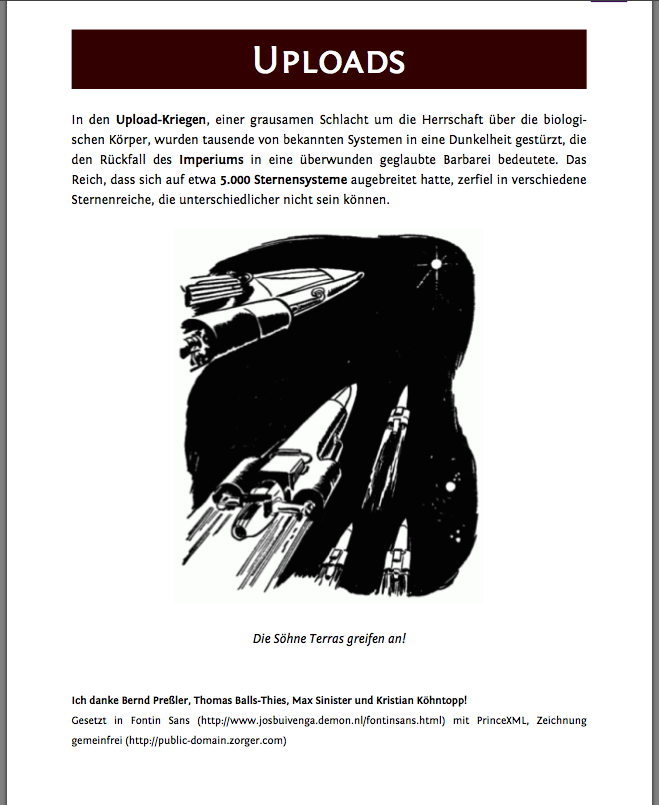 UPLOADS
In den Upload-Kriegen, einer grausamen Schlacht um die Herrschaft über die biologi-
schen Körper, wurden tausende von bekannten Systemen in eine Dunkelheit gestürzt, die
den Rückfall des Imperiums in eine überwunden geglaubte Barbarei bedeutete. Das
Reich, dass sich auf etwa 5.000 Sternensysteme augebreitet hatte, zerfiel in verschiedene
Sternenreiche, die unterschiedlicher nicht sein können.
Die Söhne Terras greifen an!
Ich danke Bernd Preßler, Thomas Balls-Thies, Max Sinister und Kristian Köhntopp!
Gesetzt in Fontin Sans (http://www.josbuivenga.demon.nl/fontinsans.html) mit PrinceXML, Zeichnung
gemeinfrei (http://public-domain.zorger.com)